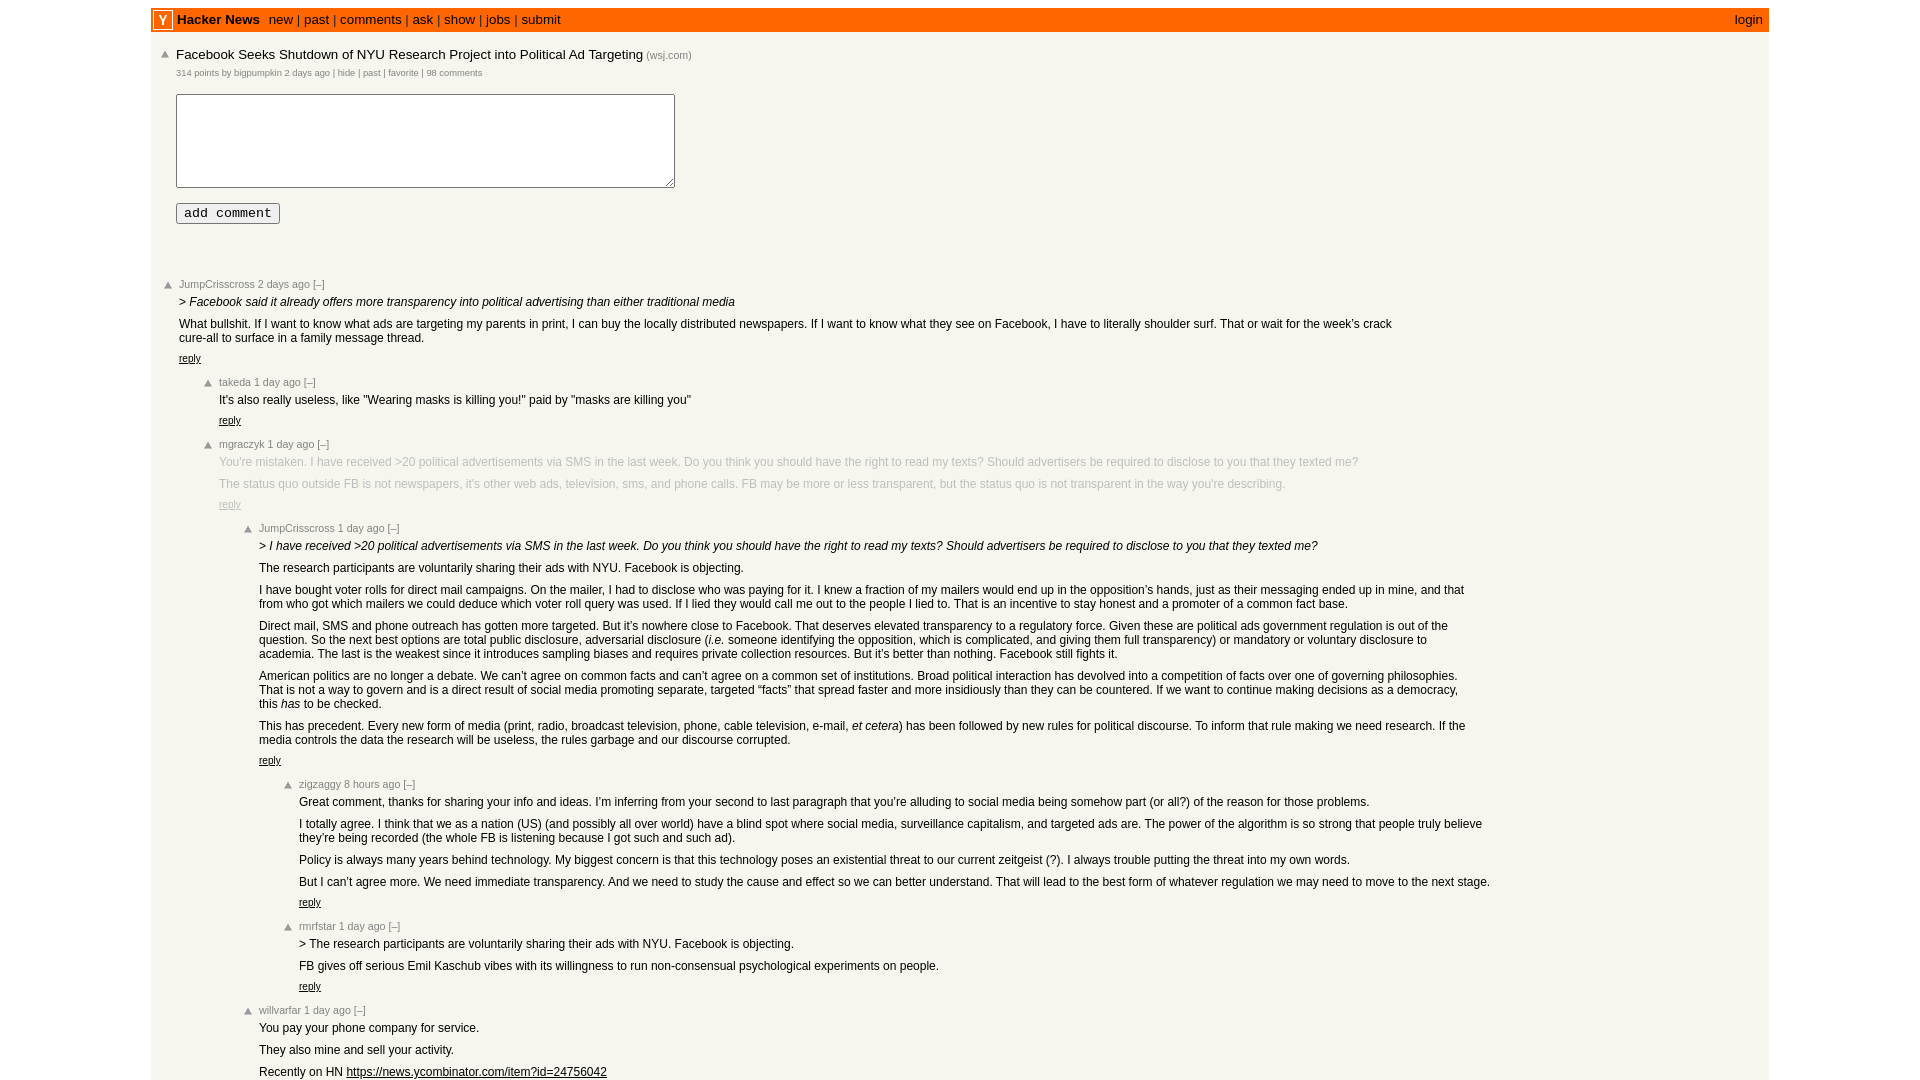 Y Hacker News new | past | comments | ask | show | jobs | submit login
Facebook Seeks Shutdown of NYU Research Project into Political Ad Targeting (wsj.com)
314 points by bigpumpkin 2 days ago | hide | past | favorite | 98 comments
add comment
JumpCrisscross 2 days ago [–]
> Facebook said it already offers more transparency into political advertising than either traditional media
What bullshit. If I want to know what ads are targeting my parents in print, I can buy the locally distributed newspapers. If I want to know what they see on Facebook, I have to literally shoulder surf. That or wait for the week’s crack
cure-all to surface in a family message thread.
reply
takeda 1 day ago [–]
It's also really useless, like "Wearing masks is killing you!" paid by "masks are killing you"
reply
mgraczyk 1 day ago [–]
You're mistaken. I have received >20 political advertisements via SMS in the last week. Do you think you should have the right to read my texts? Should advertisers be required to disclose to you that they texted me?
The status quo outside FB is not newspapers, it's other web ads, television, sms, and phone calls. FB may be more or less transparent, but the status quo is not transparent in the way you're describing.
reply
JumpCrisscross 1 day ago [–]
> I have received >20 political advertisements via SMS in the last week. Do you think you should have the right to read my texts? Should advertisers be required to disclose to you that they texted me?
The research participants are voluntarily sharing their ads with NYU. Facebook is objecting.
I have bought voter rolls for direct mail campaigns. On the mailer, I had to disclose who was paying for it. I knew a fraction of my mailers would end up in the opposition’s hands, just as their messaging ended up in mine, and that
from who got which mailers we could deduce which voter roll query was used. If I lied they would call me out to the people I lied to. That is an incentive to stay honest and a promoter of a common fact base.
Direct mail, SMS and phone outreach has gotten more targeted. But it’s nowhere close to Facebook. That deserves elevated transparency to a regulatory force. Given these are political ads government regulation is out of the
question. So the next best options are total public disclosure, adversarial disclosure (i.e. someone identifying the opposition, which is complicated, and giving them full transparency) or mandatory or voluntary disclosure to
academia. The last is the weakest since it introduces sampling biases and requires private collection resources. But it’s better than nothing. Facebook still fights it.
American politics are no longer a debate. We can’t agree on common facts and can’t agree on a common set of institutions. Broad political interaction has devolved into a competition of facts over one of governing philosophies.
That is not a way to govern and is a direct result of social media promoting separate, targeted “facts” that spread faster and more insidiously than they can be countered. If we want to continue making decisions as a democracy,
this has to be checked.
This has precedent. Every new form of media (print, radio, broadcast television, phone, cable television, e-mail, et cetera) has been followed by new rules for political discourse. To inform that rule making we need research. If the
media controls the data the research will be useless, the rules garbage and our discourse corrupted.
reply
zigzaggy 8 hours ago [–]
Great comment, thanks for sharing your info and ideas. I’m inferring from your second to last paragraph that you’re alluding to social media being somehow part (or all?) of the reason for those problems.
I totally agree. I think that we as a nation (US) (and possibly all over world) have a blind spot where social media, surveillance capitalism, and targeted ads are. The power of the algorithm is so strong that people truly believe
they’re being recorded (the whole FB is listening because I got such and such ad).
Policy is always many years behind technology. My biggest concern is that this technology poses an existential threat to our current zeitgeist (?). I always trouble putting the threat into my own words.
But I can’t agree more. We need immediate transparency. And we need to study the cause and effect so we can better understand. That will lead to the best form of whatever regulation we may need to move to the next stage.
reply
rmrfstar 1 day ago [–]
> The research participants are voluntarily sharing their ads with NYU. Facebook is objecting.
FB gives off serious Emil Kaschub vibes with its willingness to run non-consensual psychological experiments on people.
reply
willvarfar 1 day ago [–]
You pay your phone company for service.
They also mine and sell your activity.
Recently on HN https://news.ycombinator.com/item?id=24756042